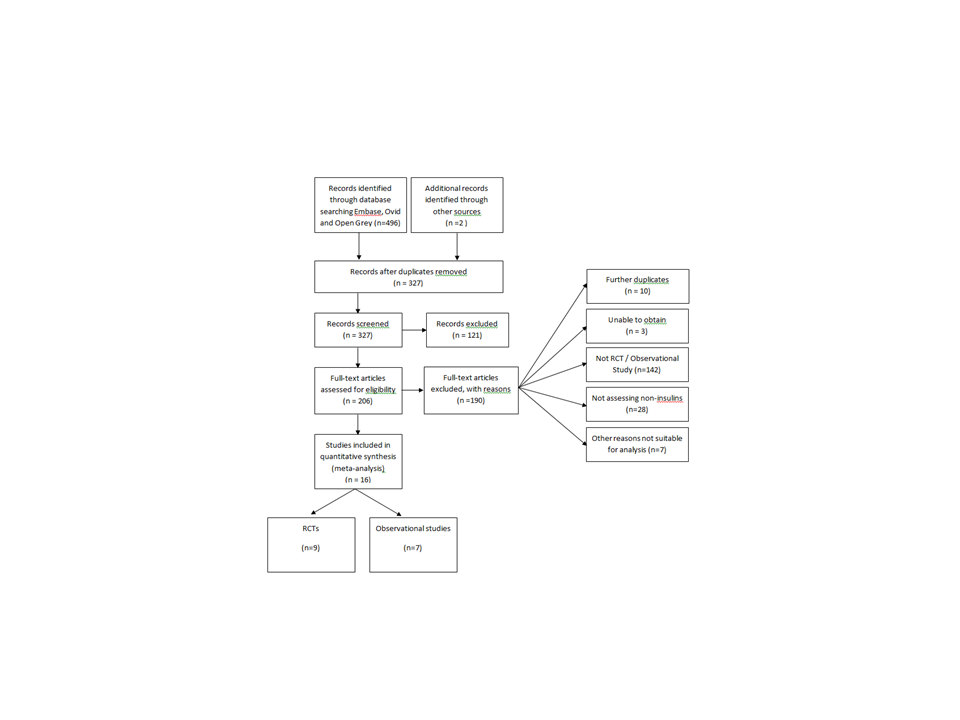 Records identified
through database
searching Embase, Ovid
and Open Grey (n=496)
Additional records
identified through
other sources
(n =2 )
Records after duplicates removed
(n = 327)
Records screened
(n = 327)
Records excluded
(n = 121)
Full-text articles
assessed for eligibility
(n = 206)
Full-text articles
excluded, with reasons
(n =190)
Further duplicates
(n = 10)
Unable to obtain
(n = 3)
Not RCT / Observational
Study (n=142)
Not assessing non-insulins
(n=28)
Other reasons not suitable
for analysis (n=7)
Studies included in
quantitative synthesis
(meta-analysis)
(n = 16)
RCTs
(n=9)
Observational studies
(n=7)